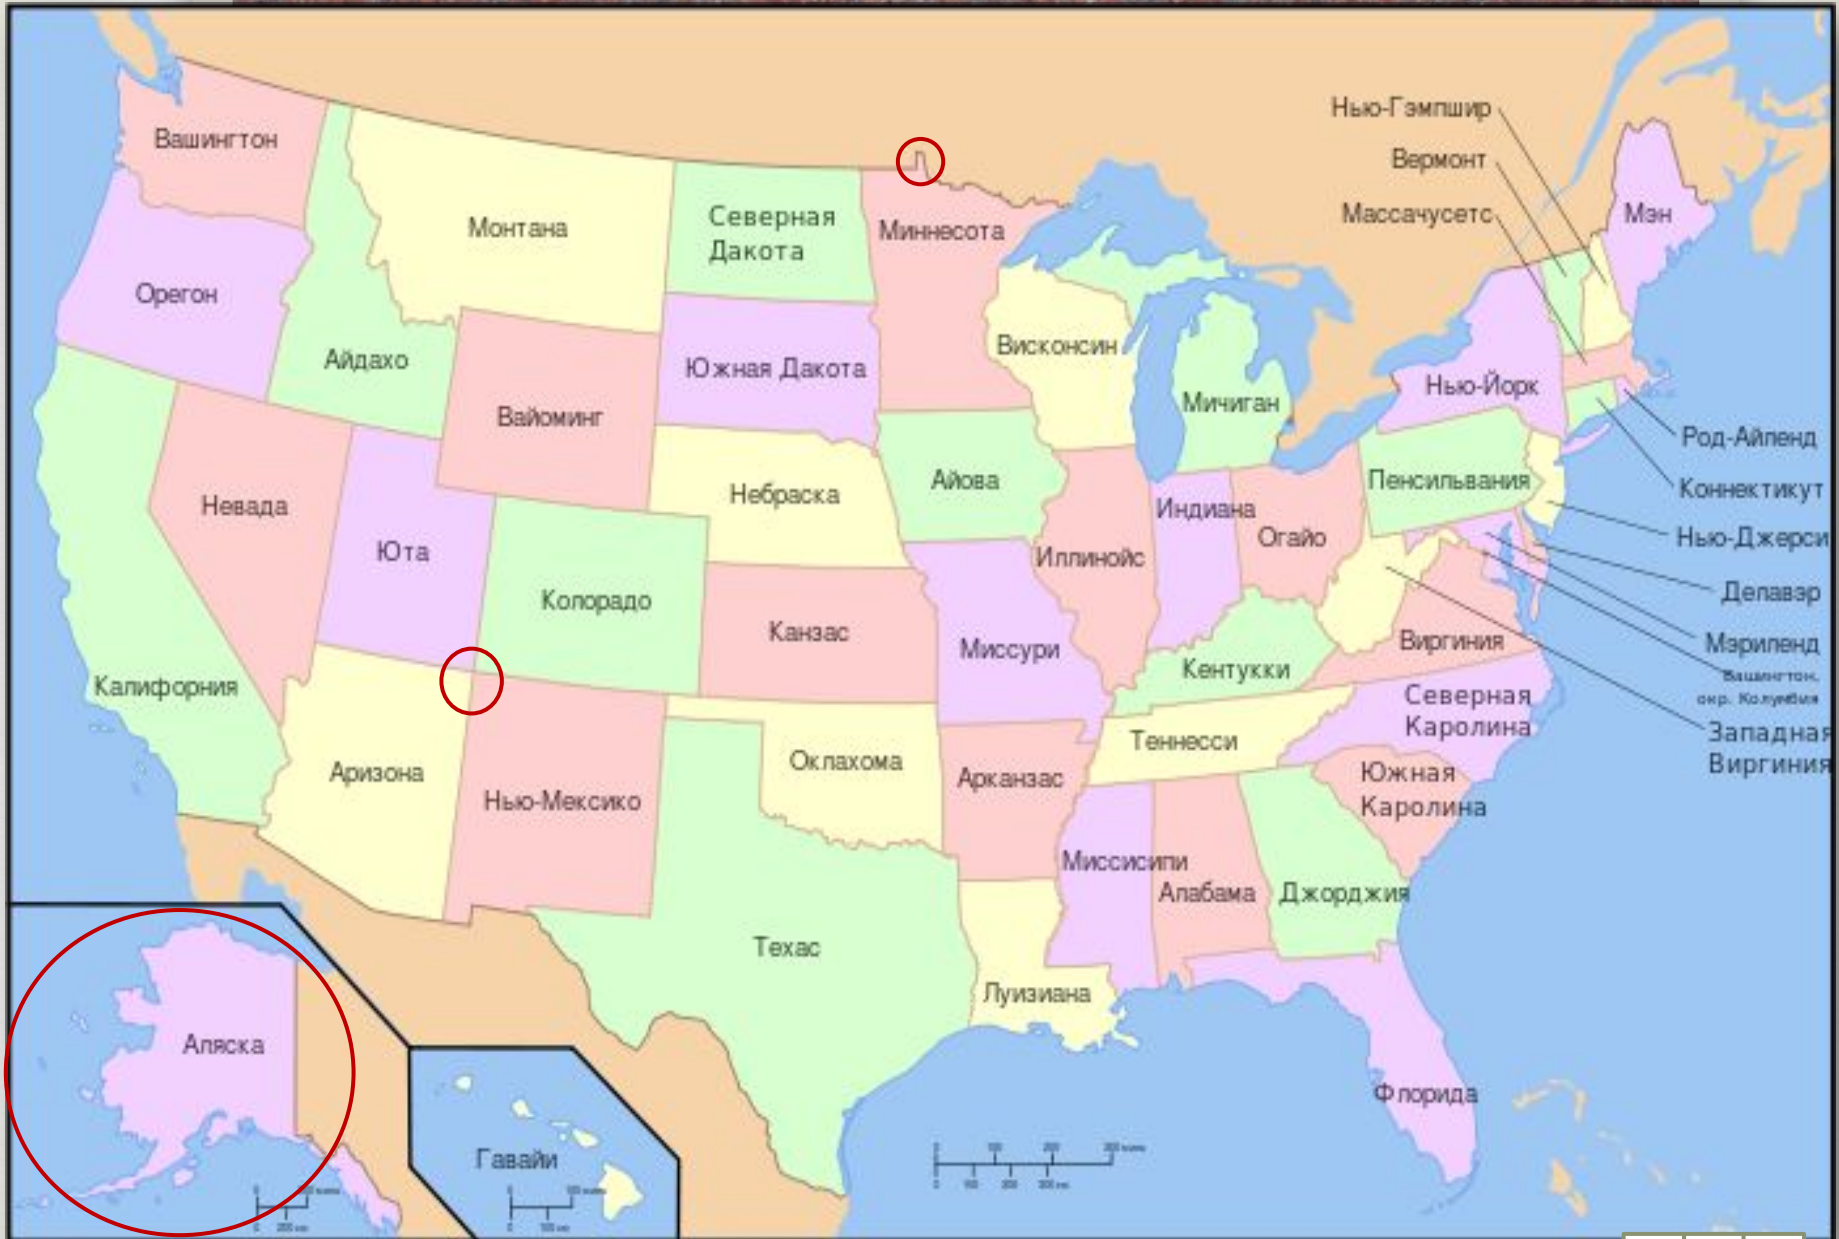 Нью-Гэмпшир
Вермонт
Массачусетс
Мэн
Вашингтон
Монтана
Северная
Дакота
Миннесота
Орегон
Айдахо
Вайоминг
Южная Дакота
Висконсин
Мичиган
Нью-Йорк
Род-Айленд
Невада
Юта
Небраска
Айова
Индиана
Огайо
Пенсильвания
Коннектикут
Нью-Джерси
Колорадо
Канзас
Иллинойс
Делавэр
Калифорния
Миссури
Кентукки
Виргиния
Мэриленд
Вашингтон,
окр. Колумбия
Северная
Каролина
Западная
Виргиния
Аризона
Нью-Мексико
Оклахома
Арканзас
Теннесси
Южная
Каролина
Техас
Миссисипи
Алабама
Джорджия
Луизиана
Аляска
Гавайи
Флорида